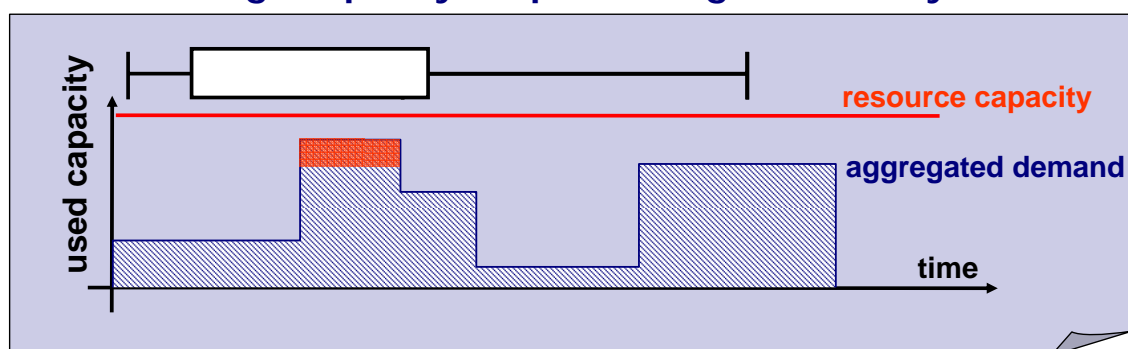 used capacity
resource capacity
aggregated demand
time